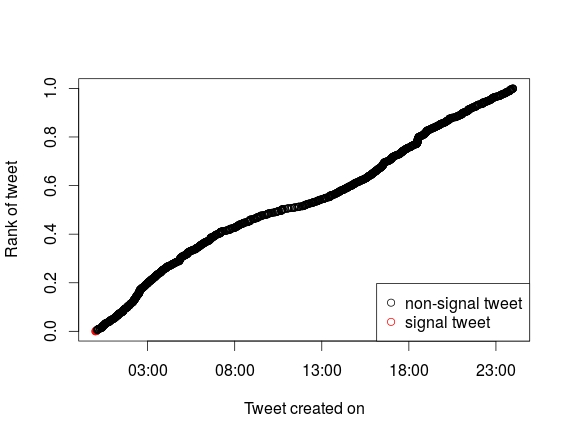 Rank of tweet
1.0
0.8
0.6
0.4
0.2
0.0
non-signal tweet
signal tweet
03:00 08:00 13:00 18:00 23:00
Tweet created on